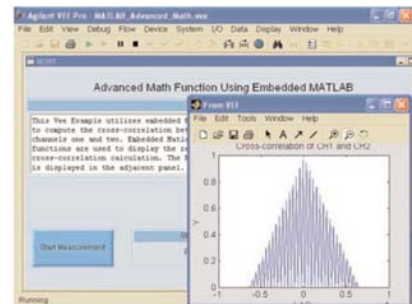 Agilent VEE Pro - MATLAB_Advanced_Math.vee
File Edit View Debug Flow Device System I/O Data Display Window Help
Advanced Math Function Using Embedded MATLAB
This Vee Example utilizes embedded
to compute the cross-correlation be
channels one and two. Embedded Matl
functions are used to display the re
cross-correlation calculation. The
is displayed in the adjacent panel.
Start Measurement
From VEE
File Edit Tools Window Help
Cross-correlation of CH1 and CH2
Y
1
0.8
0.6
0.4
0.2
0
-1 -0.5 0 0.5 1
Running